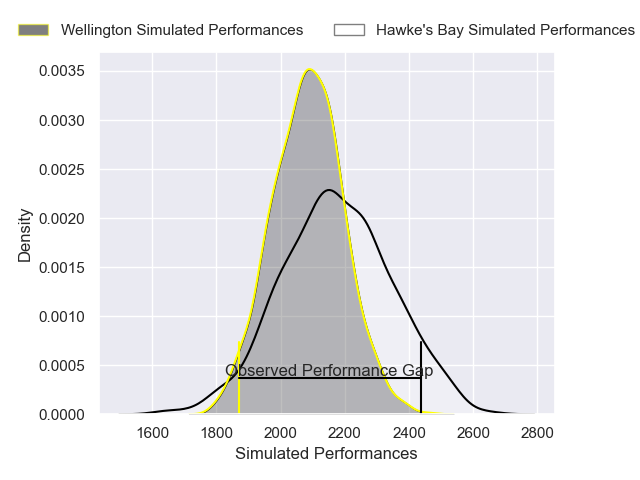 Wellington Simulated Performances
Hawke's Bay Simulated Performances
0.0035
0.0030
0.0025
0.0020
0.0015
0.0010
0.0005
0.0000
Density
Observed Performance Gap
1600 1800 2000 2200 2400 2600 2800
Simulated Performances